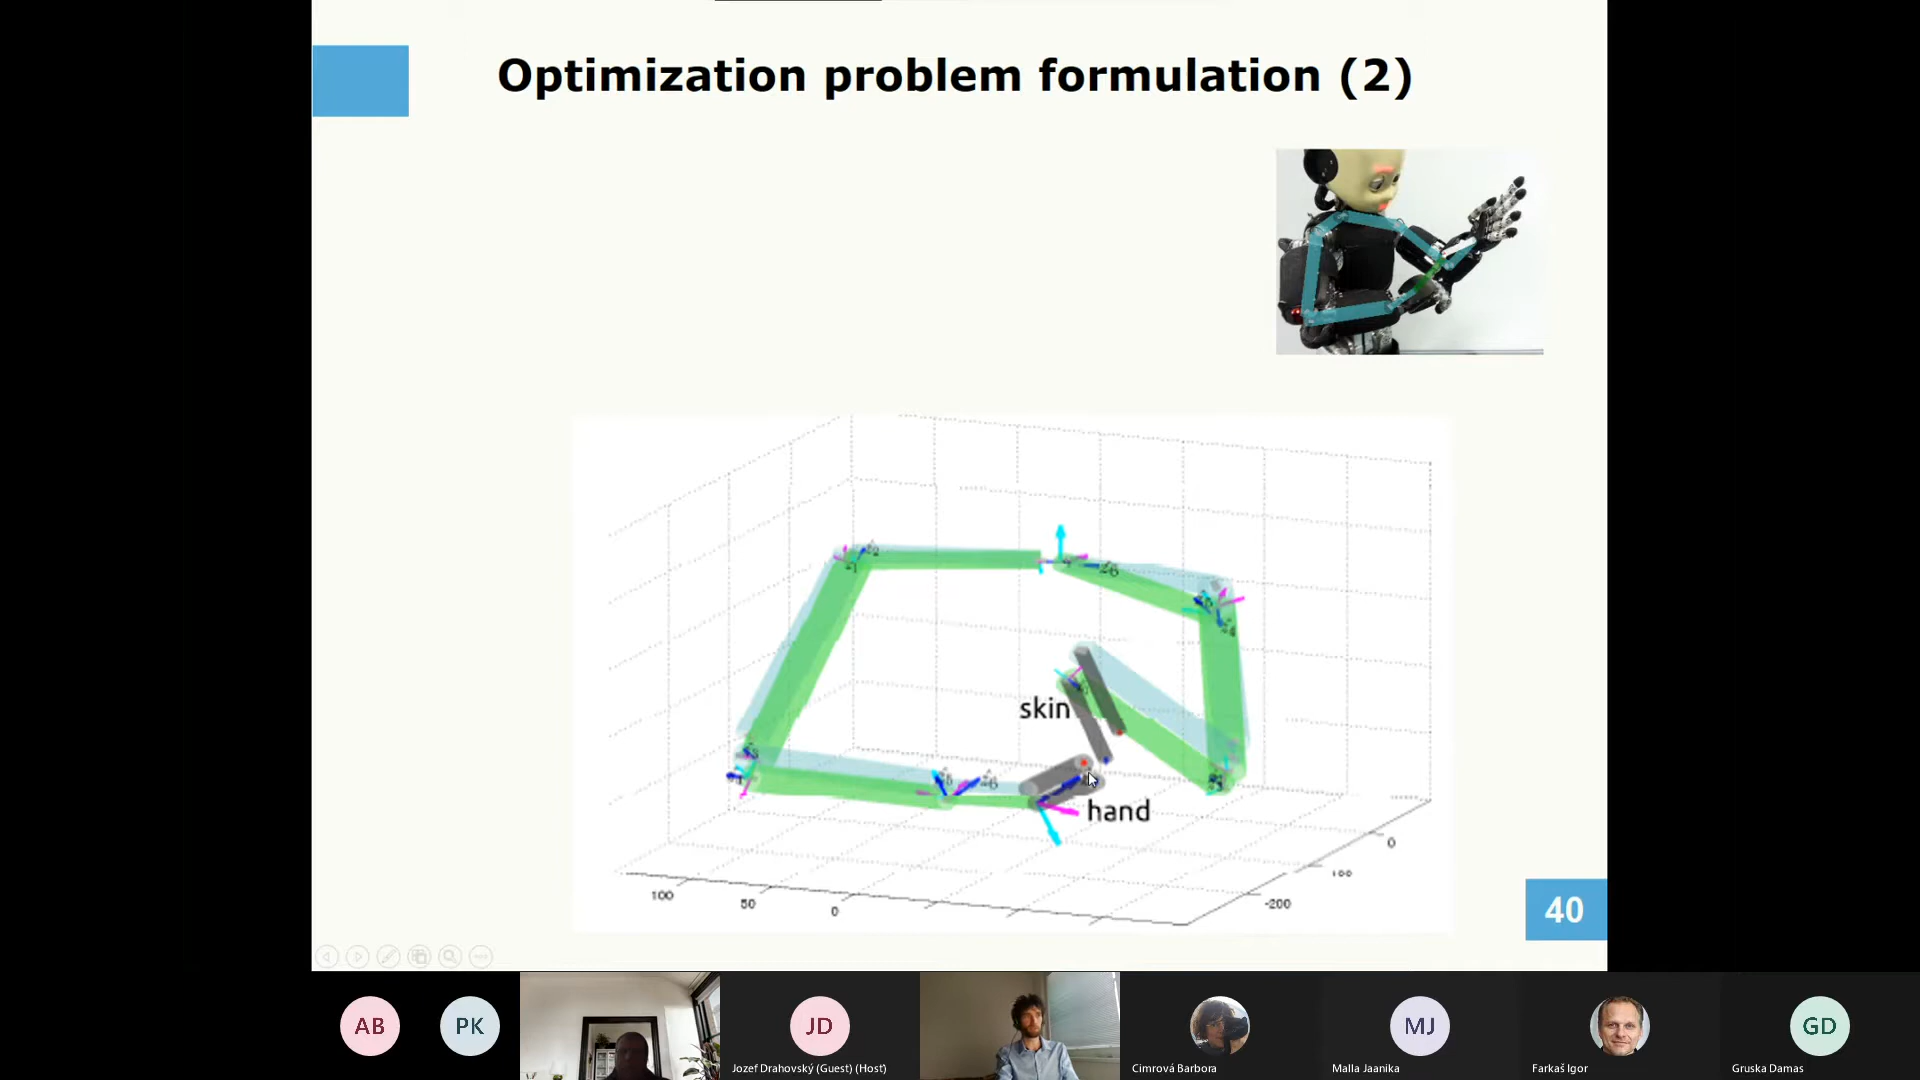 Optimization problem formulation (2)
skin
hand
100
50
0
0
100
-200
40
AB
PK
JD
MJ
GD
Jozef Drahovský (Guest) (Host)
Cimrová Barbora
Malla Jaanika
Farkaš Igor
Gruska Damas